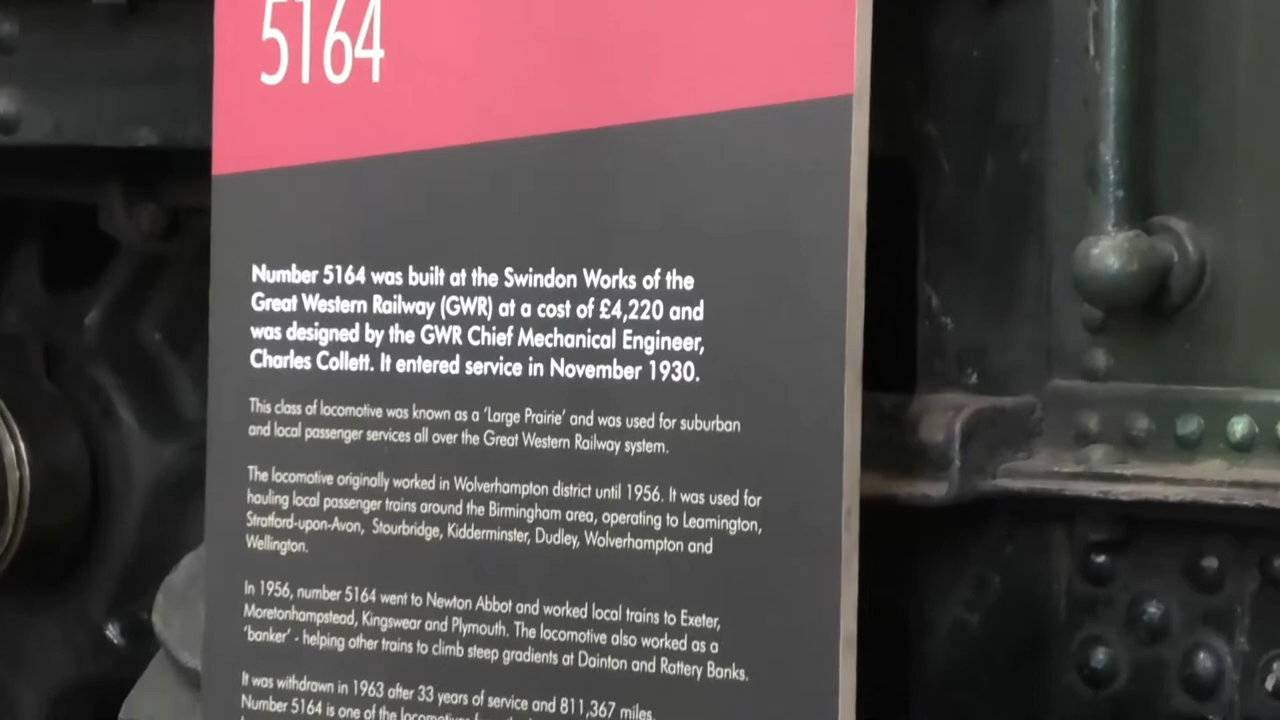 5164
Number 5164 was built at the Swindon Works of the
Great Western Railway (GWR) at a cost of £4,220 and
was designed by the GWR Chief Mechanical Engineer,
Charles Collett. It entered service in November 1930.
This class of locomotive was known as a ‘Large Prairie’ and was used for suburban
and local passenger services all over the Great Western Railway system.
The locomotive originally worked in Wolverhampton district until 1956. It was used for
hauling local passenger trains around the Birmingham area, operating to Leamington,
Stratford-upon-Avon, Stourbridge, Kidderminster, Dudley, Wolverhampton and
Wellington.
In 1956, number 5164 went to Newton Abbot and worked local trains to Exeter,
Moretonhampstead, Kingswear and Plymouth. The locomotive also worked as a
‘banker’ - helping other trains to climb steep gradients at Dainton and Rattery Banks.
It was withdrawn in 1963 after 33 years of service and 811,367 miles.
Number 5164 is one of the locomotives